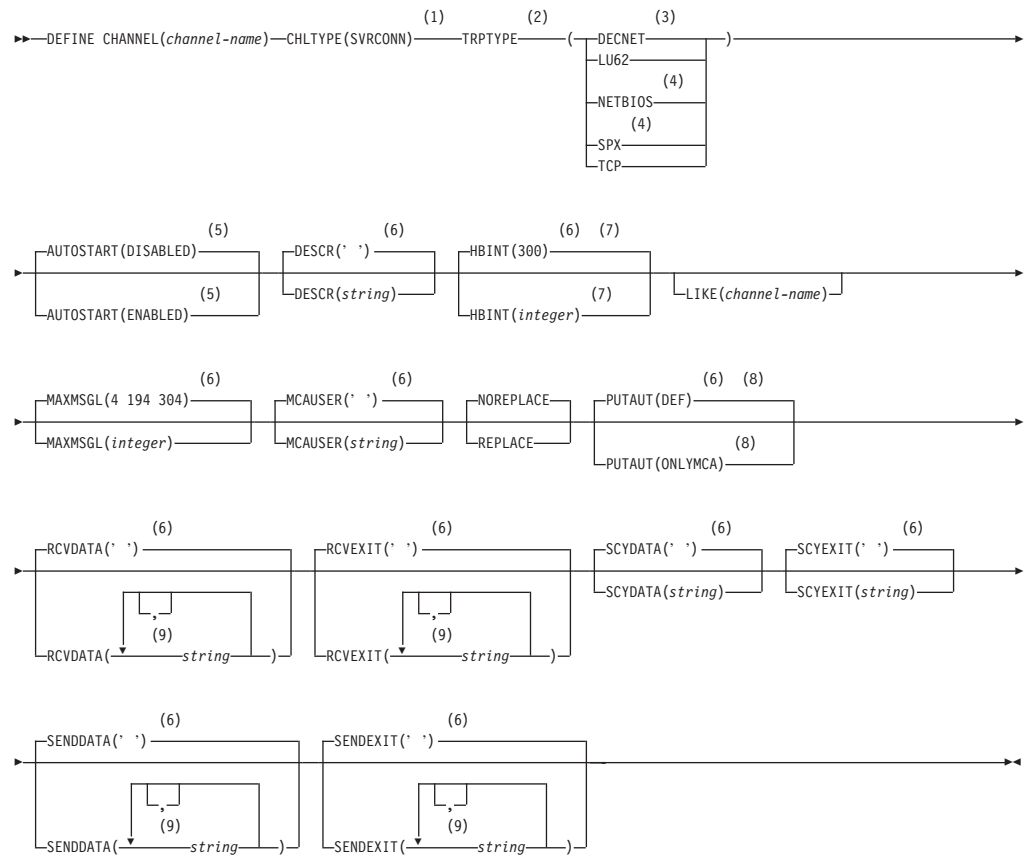 (1) (2) (3)
DEFINE CHANNEL(channel-name) CHLTYPE(SVRCONN) TRPTYPE ( DECNET )
LU62
(4)
NETBIOS
(4)
SPX
TCP
(5) (6) (6) (7)
AUTOSTART(DISABLED) DESCR(' ') HBINT(300)
(5) (7)
AUTOSTART(ENABLED) DESCR(string) HBINT(integer) LIKE(channel-name)
(6) (6) (6) (8)
MAXMSGL(4 194 304) MCAUSER(' ') NOREPLACE PUTAUT(DEF)
(8)
MAXMSGL(integer) MCAUSER(string) REPLACE PUTAUT(ONLYMCA)
(6) (6) (6) (6)
RCVDATA(' ') RCVEXIT(' ') SCYDATA(' ') SCYEXIT(' ')
SCYDATA(string) SCYEXIT(string)
, ,
(9) (9)
RCVDATA( string ) RCVEXIT( string )
(6) (6)
SENDDATA(' ') SENDEXIT(' ')
, ,
(9) (9)
SENDDATA( string ) SENDEXIT( string )